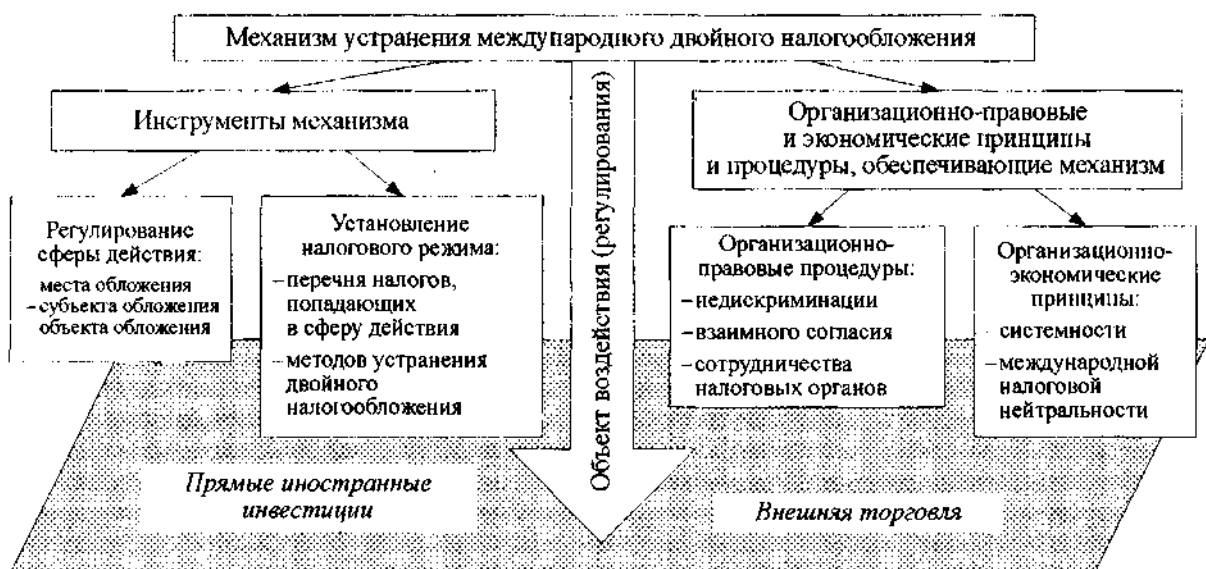 Механизм устранения международного двойного налогообложения
Инструменты механизма
Организационно-правовые
и экономические принципы
и процедуры, обеспечивающие механизм
Регулирование
сферы действия:
места обложения
–субъекта обложения
объекта обложения
Установление
налогового режима:
–перечня налогов,
попадающих
в сферу действия
–методов устранения
двойного
налогообложения
Объект воздействия (регулирования)
Организационно-
правовые процедуры:
–недискриминации
–взаимного согласия
–сотрудничества
налоговых органов
Организационно-
экономические
принципы:
–системности
–международной
налоговой
нейтральности
Прямые иностранные
инвестиции
Внешняя торговля